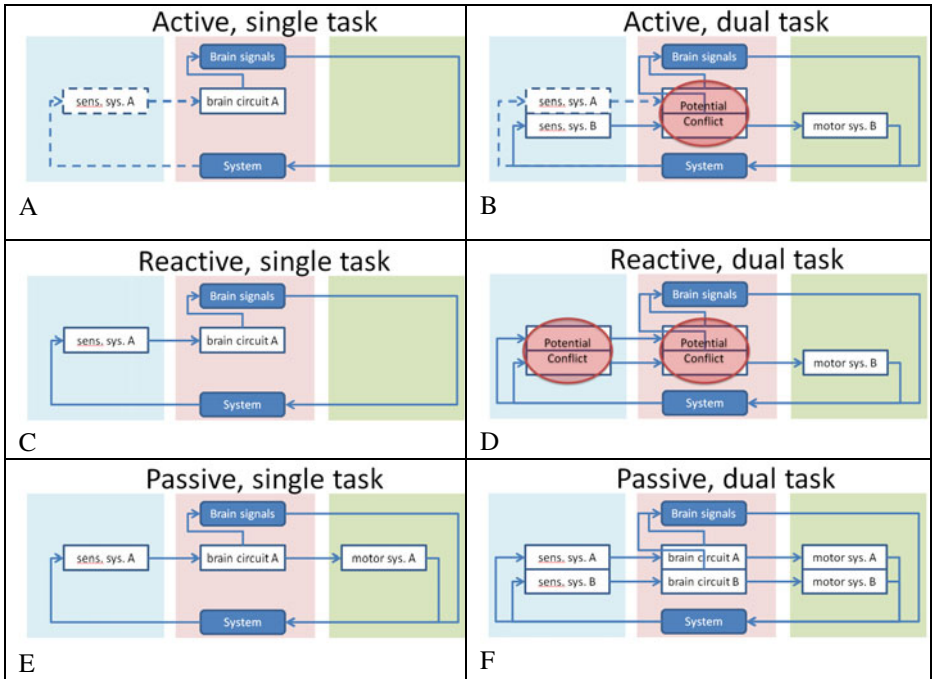 Active, single task
Brain signals
sens. sys. A
brain circuit A
System
A
Active, dual task
Brain signals
sens. sys. A
sens. sys. B
Potential
Conflict
motor sys. B
System
B
Reactive, single task
Brain signals
sens. sys. A
brain circuit A
System
C
Reactive, dual task
Brain signals
Potential
Conflict
Potential
Conflict
motor sys. B
System
D
Passive, single task
Brain signals
sens. sys. A
brain circuit A
motor sys. A
System
E
Passive, dual task
Brain signals
sens. sys. A
brain circuit A
motor sys. A
sens. sys. B
brain circuit B
motor sys. B
System
F